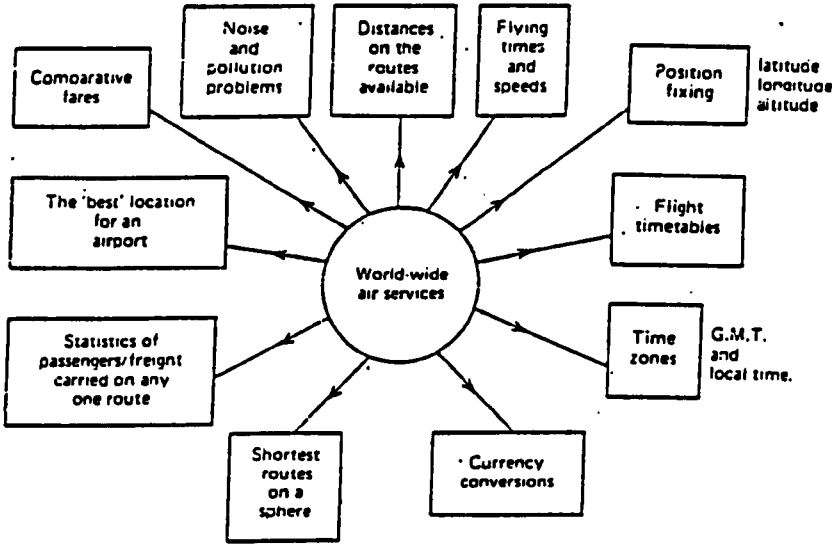 Noise
and
pollution
problems
Distances
on the
routes
available
Flying
times
and
speeds
Comparative
fares
Position
fixing
latitude
longitude
altitude
The 'best' location
for an
airport
Flight
timetables
World-wide
air services
Statistics of
passengers/freight
carried on any
one route
Time
zones
G.M.T.
and
local time.
Shortest
routes
on a
sphere
Currency
conversions